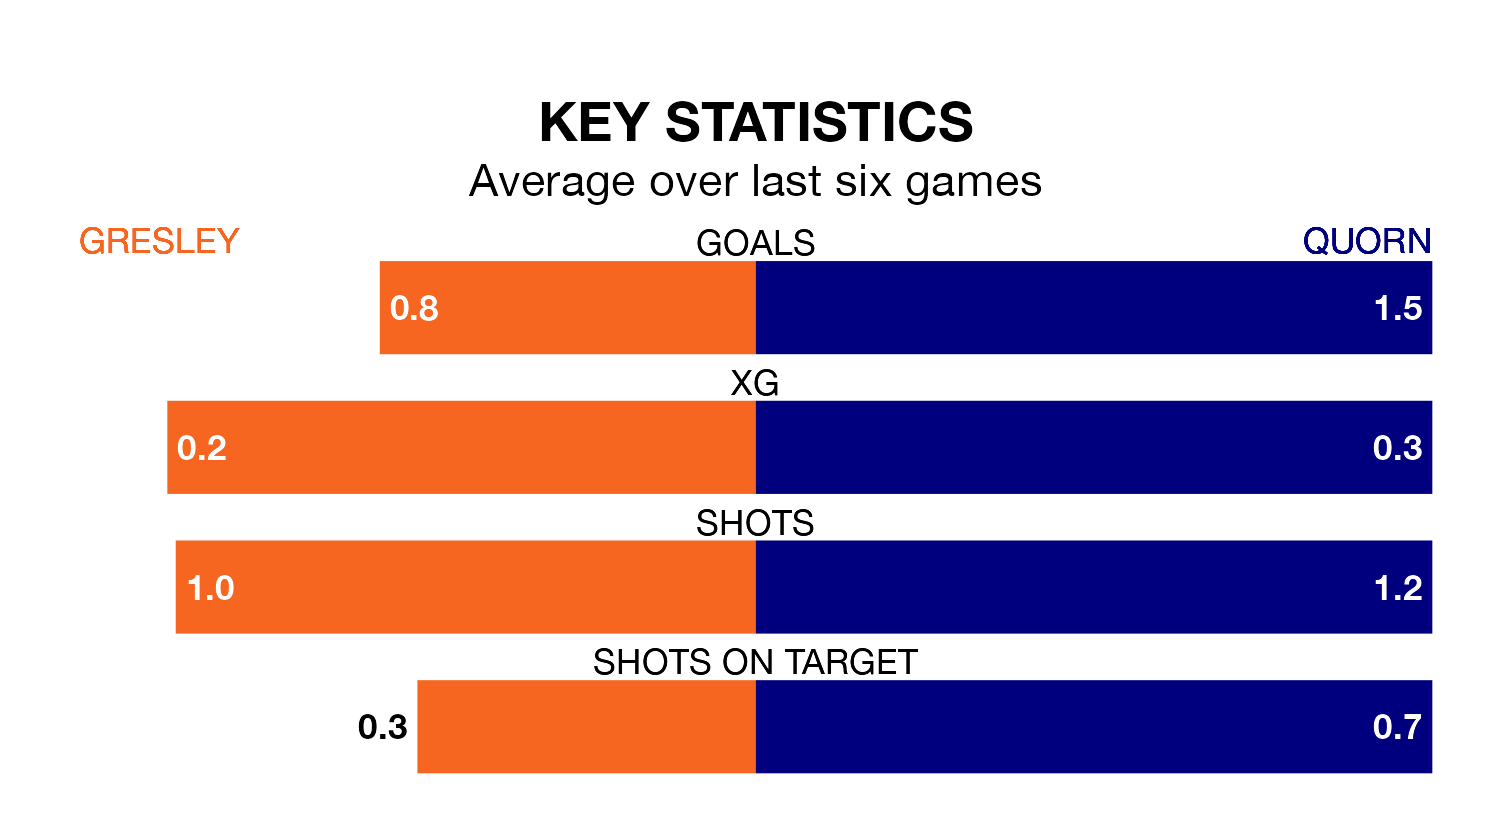 KEY STATISTICS
Average over last six games
GRESLEY GOALS QUORN
0.8 1.5
XG
0.2 0.3
SHOTS
1.0 1.2
SHOTS ON TARGET
0.3 0.7